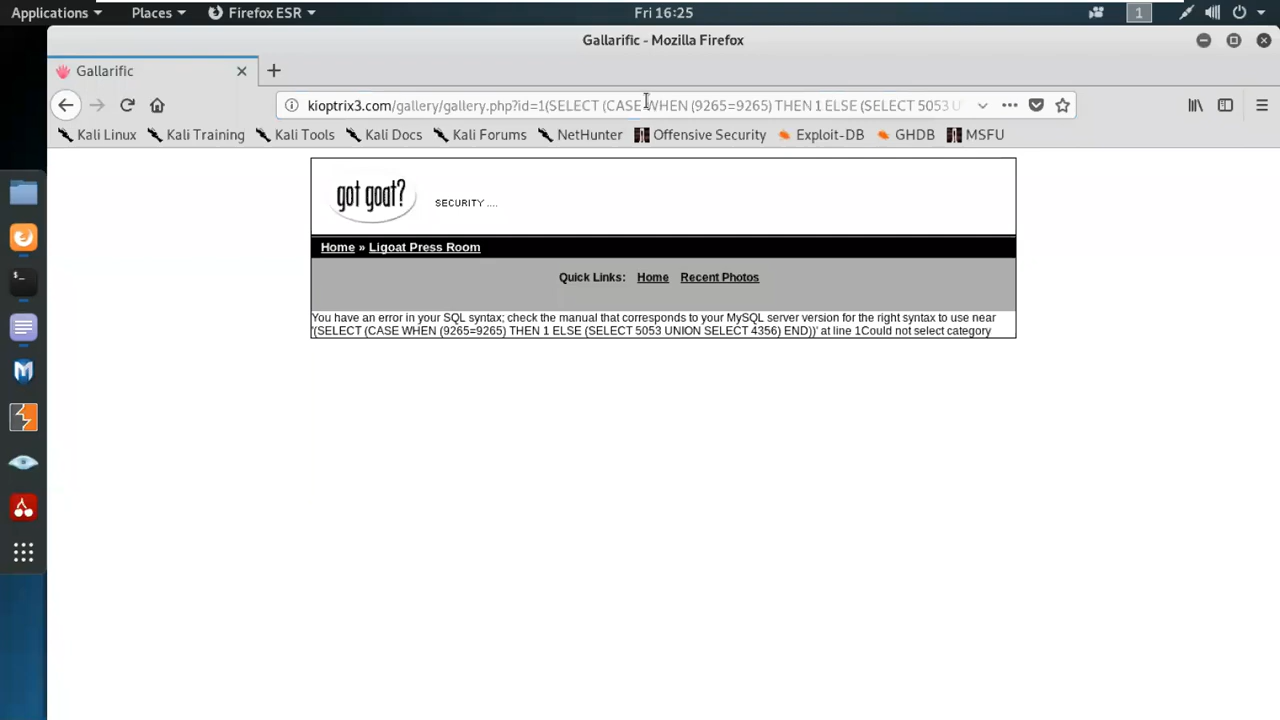 Applications Places Firefox ESR Fri 16:25 1
Gallarific - Mozilla Firefox
Gallarific
kioptrix3.com/gallery/gallery.php?id=1(SELECT (CASE WHEN (9265=9265) THEN 1 ELSE (SELECT 5053 U
Kali Linux Kali Training Kali Tools Kali Docs Kali Forums NetHunter Offensive Security Exploit-DB GHDB MSFU
got goat? SECURITY ....
Home » Ligoat Press Room
Quick Links: Home Recent Photos
You have an error in your SQL syntax; check the manual that corresponds to your MySQL server version for the right syntax to use near
'(SELECT (CASE WHEN (9265=9265) THEN 1 ELSE (SELECT 5053 UNION SELECT 4356) END))' at line 1Could not select category